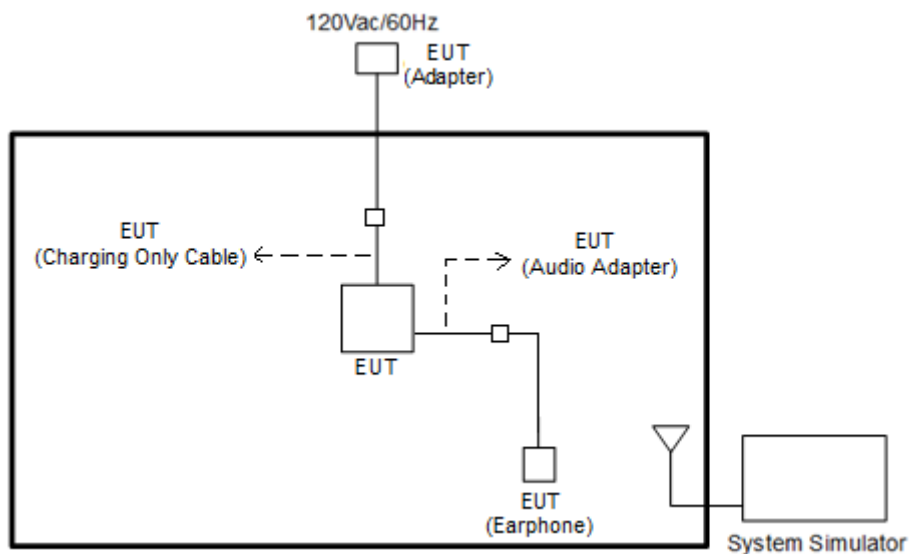 120Vac/60Hz
EUT
(Adapter)
EUT
(Charging Only Cable)
EUT
(Audio Adapter)
EUT
EUT
(Earphone)
System Simulator